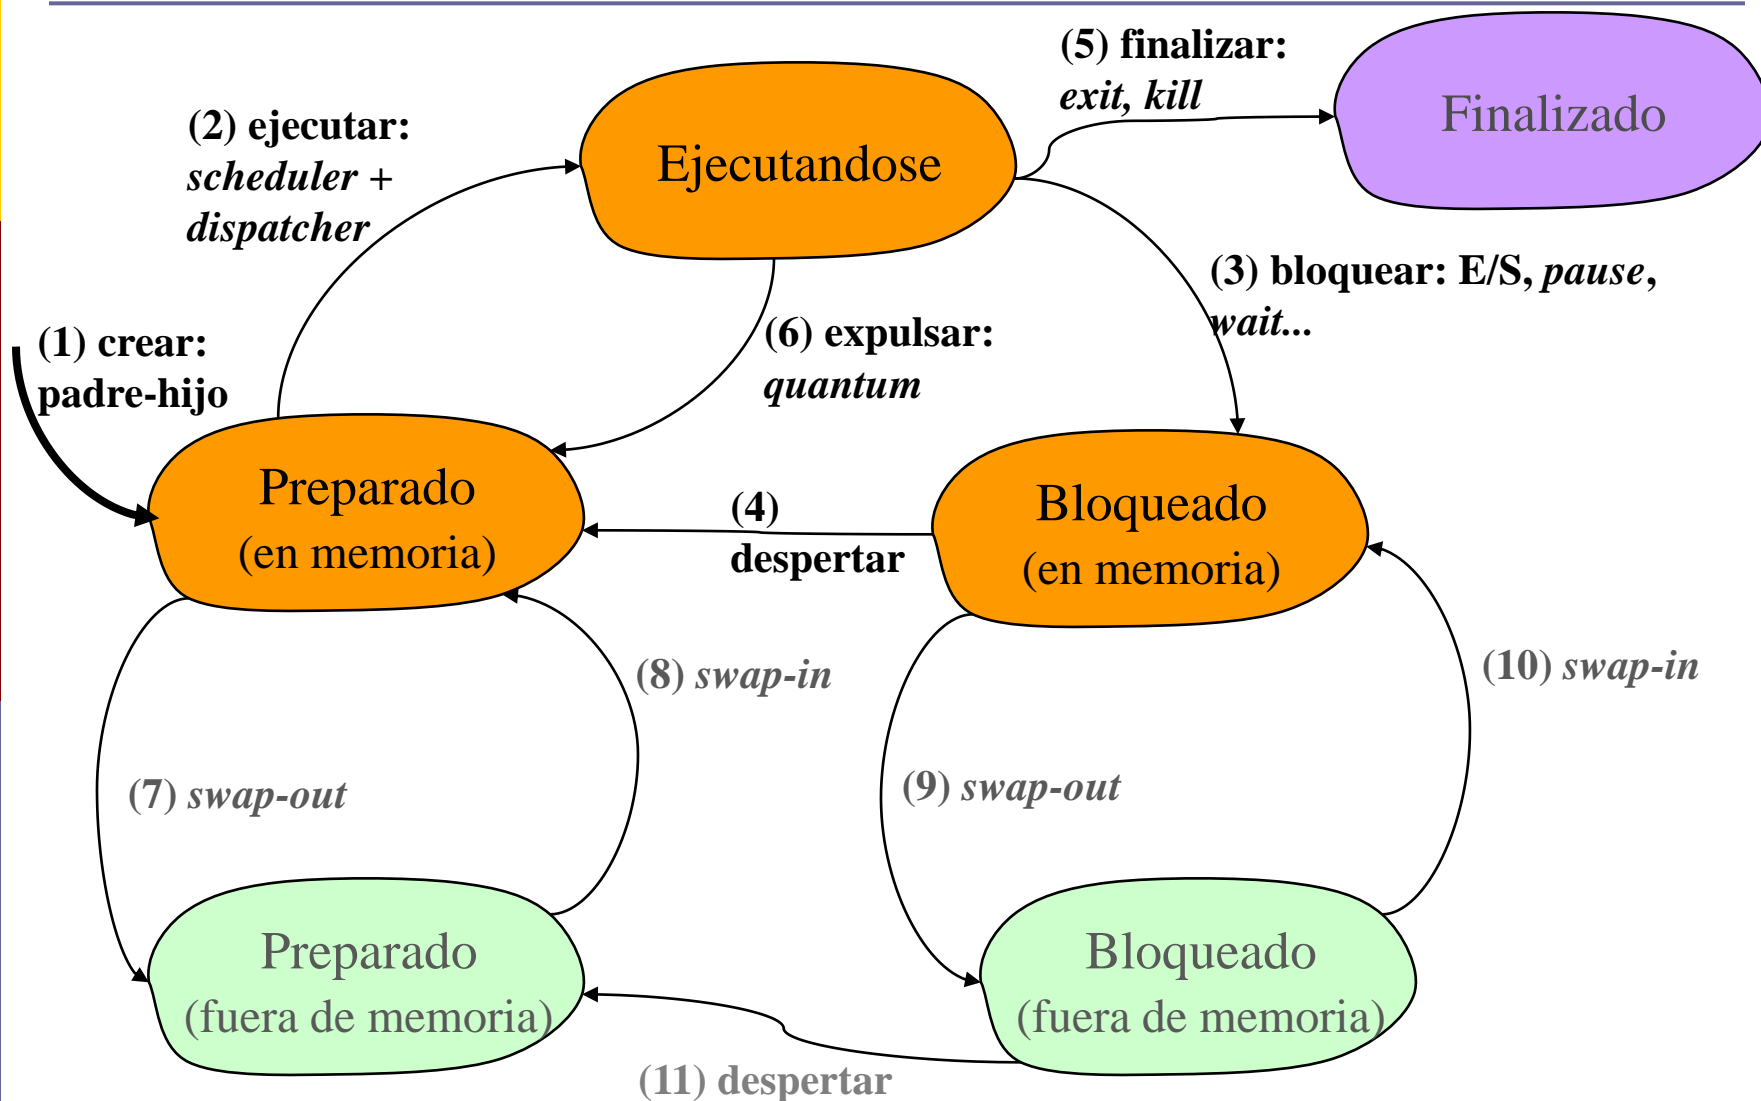 (5) finalizar:
exit, kill
Finalizado
(2) ejecutar:
scheduler +
dispatcher
Ejecutandose
(3) bloquear: E/S, pause,
wait...
(1) crear:
padre-hijo
(6) expulsar:
quantum
Preparado
(en memoria)
(4)
despertar
Bloqueado
(en memoria)
(8) swap-in
(10) swap-in
(7) swap-out
(9) swap-out
Preparado
(fuera de memoria)
Bloqueado
(fuera de memoria)
(11) despertar